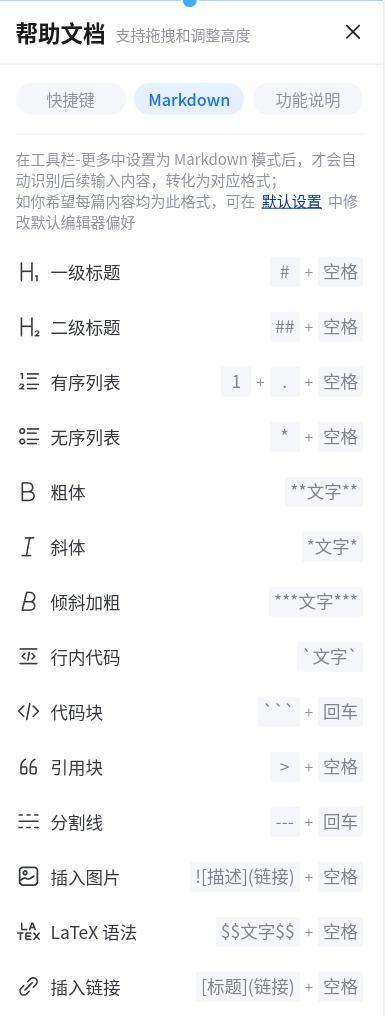 帮助文档 支持拖拽和调整高度
快捷键 Markdown 功能说明
在工具栏-更多中设置为 Markdown 模式后，才会自
动识别后续输入内容，转化为对应格式；
如你希望每篇内容均为此格式，可在 默认设置 中修
改默认编辑器偏好
H1 一级标题 # + 空格
H2 二级标题 ## + 空格
有序列表 1 + . + 空格
无序列表 * + 空格
B 粗体 **文字**
I 斜体 *文字*
B 倾斜加粗 ***文字***
行内代码 `文字`
</> 代码块 ``` + 回车
引用块 > + 空格
分割线 --- + 回车
插入图片 ![描述](链接) + 空格
LATEX LaTeX 语法 $$文字$$ + 空格
插入链接 [标题](链接) + 空格